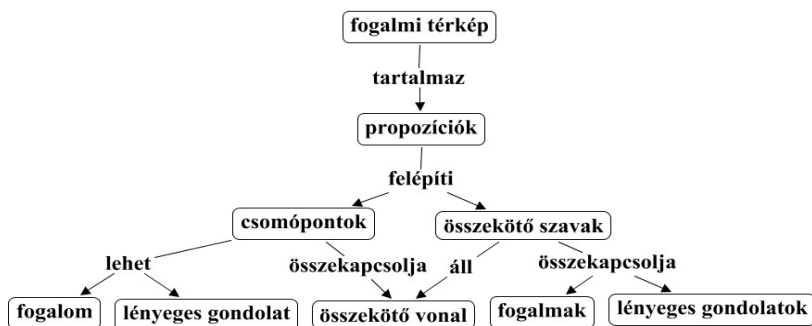 fogalmi térkép
tartalmaz
propozíciók
felépíti
csomópontok
összekötő szavak
lehet
összekapcsolja
áll
összekapcsolja
fogalom
lényeges gondolat
összekötő vonal
fogalmak
lényeges gondolatok